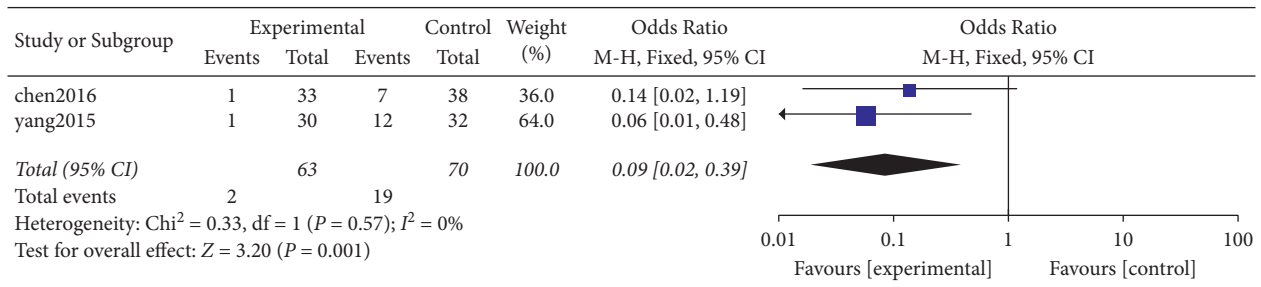 Study or Subgroup Experimental Control Weight (%) Odds Ratio Odds Ratio
Events Total Events Total M-H, Fixed, 95% CI M-H, Fixed, 95% CI
chen2016 1 33 7 38 36.0 0.14 [0.02, 1.19]
yang2015 1 30 12 32 64.0 0.06 [0.01, 0.48]
Total (95% CI) 63 70 100.0 0.09 [0.02, 0.39]
Total events 2 19
Heterogeneity: Chi² = 0.33, df = 1 (P = 0.57); I² = 0%
Test for overall effect: Z = 3.20 (P = 0.001)
0.01 0.1 1 10 100
Favours [experimental] Favours [control]